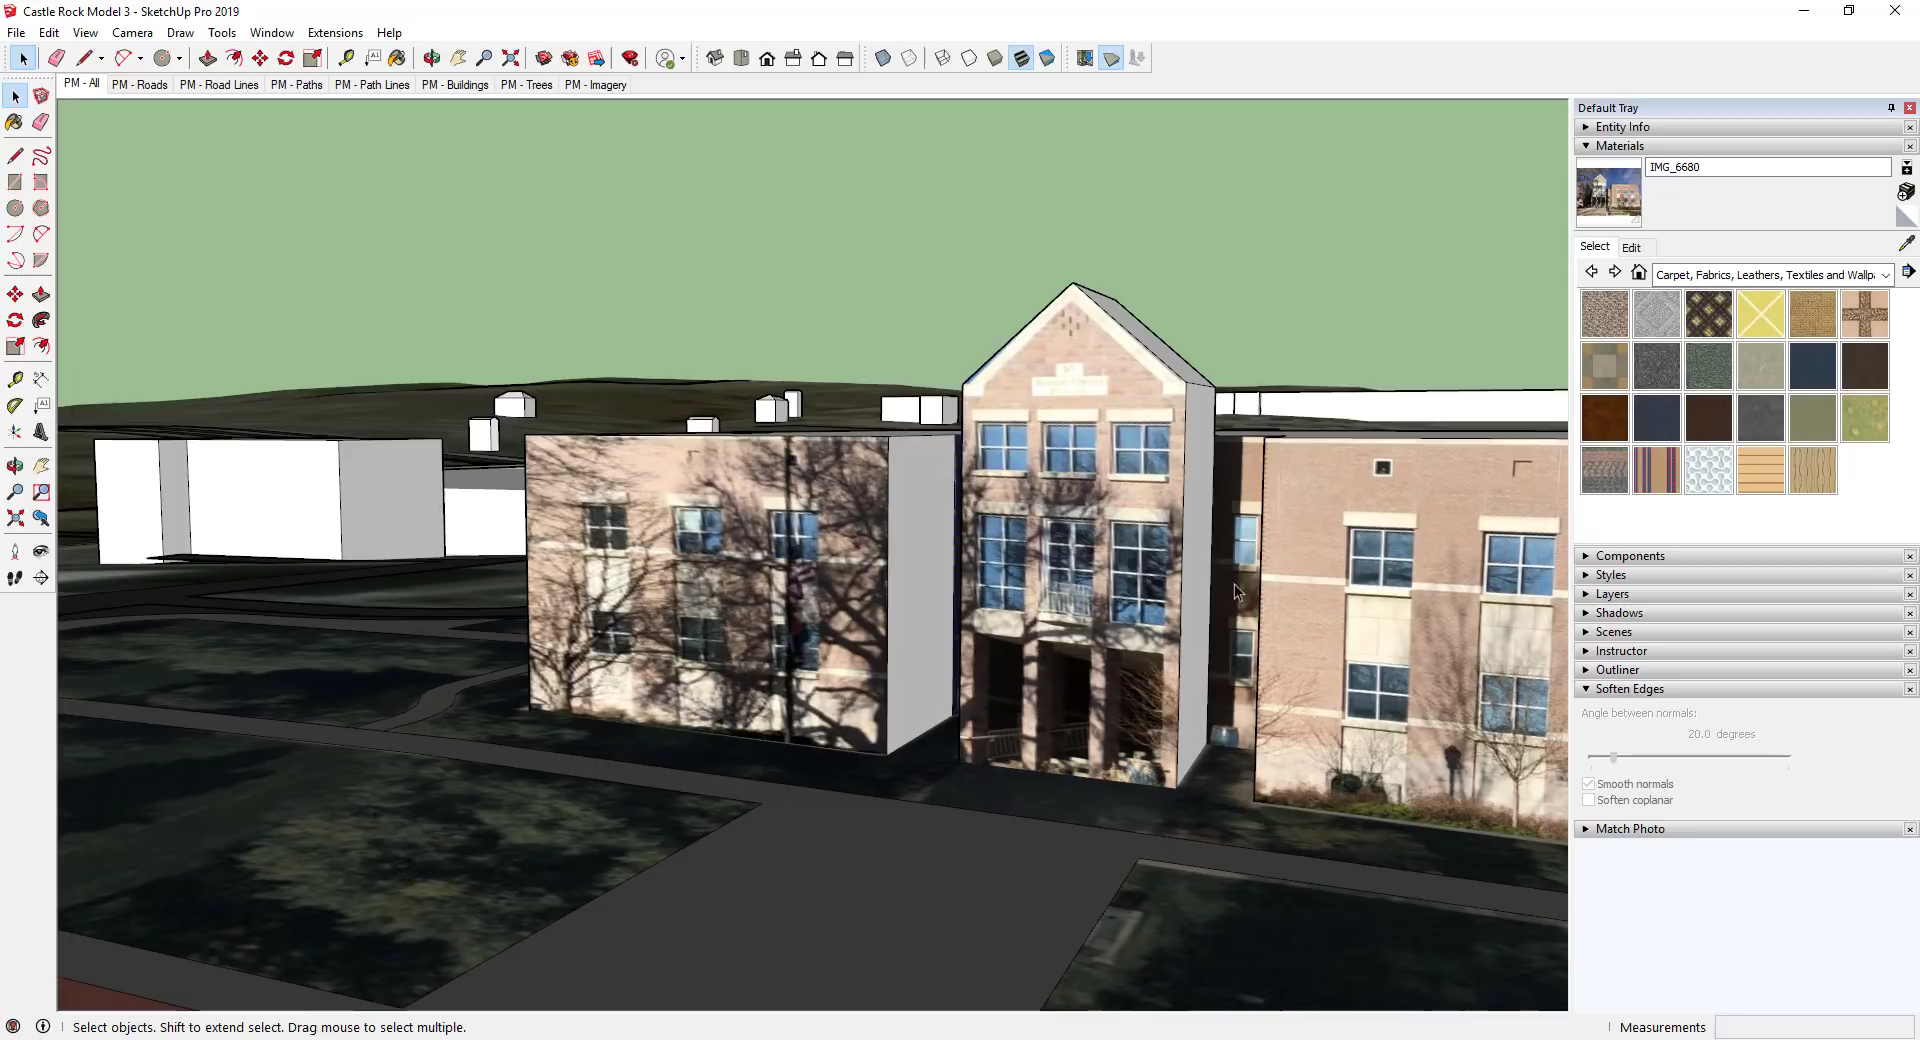 Castle Rock Model 3 - SketchUp Pro 2019
File Edit View Camera Draw Tools Window Extensions Help
PM - All PM - Roads PM - Road Lines PM - Paths PM - Path Lines PM - Buildings PM - Trees PM - Imagery
Default Tray
Entity Info
Materials
IMG_6680
Select Edit
Carpet, Fabrics, Leathers, Textiles and Wallp
Components
Styles
Layers
Shadows
Scenes
Instructor
Outliner
Soften Edges
Angle between normals:
20.0 degrees
Smooth normals
Soften coplanar
Match Photo
Select objects. Shift to extend select. Drag mouse to select multiple.
Measurements